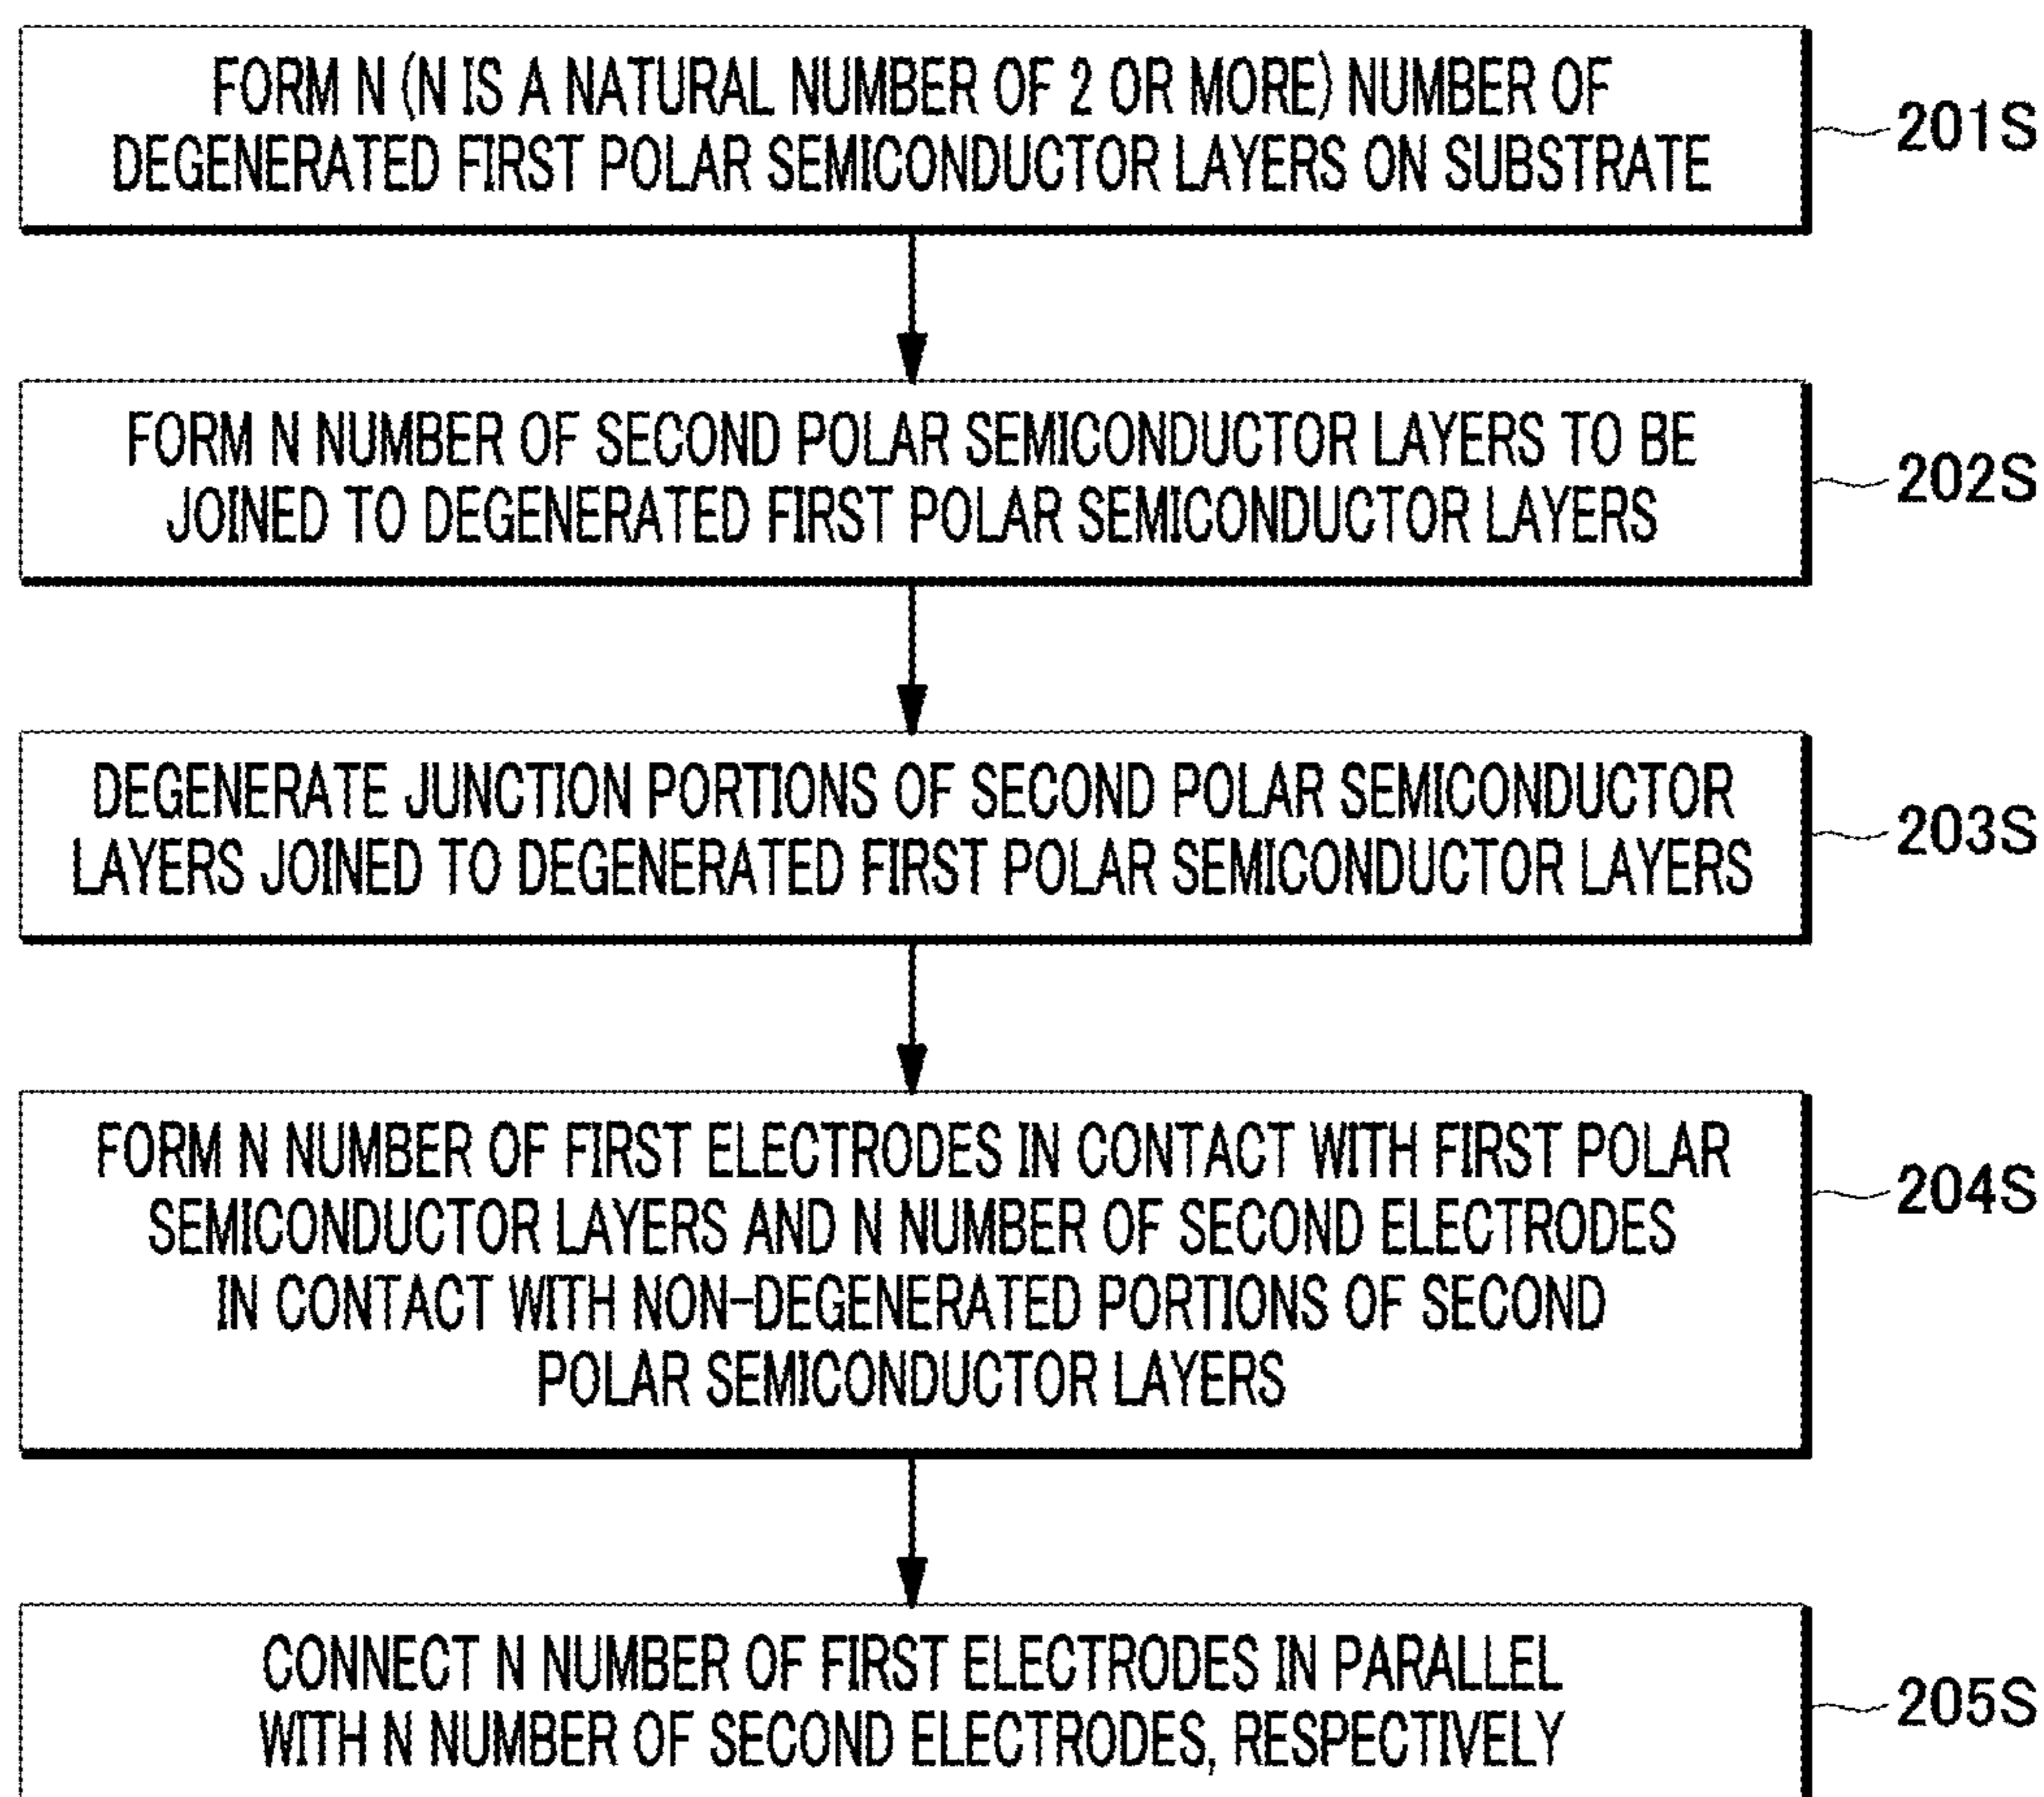 FORM N (N IS A NATURAL NUMBER OF 2 OR MORE) NUMBER OF
DEGENERATED FIRST POLAR SEMICONDUCTOR LAYERS ON SUBSTRATE
201S
FORM N NUMBER OF SECOND POLAR SEMICONDUCTOR LAYERS TO BE
JOINED TO DEGENERATED FIRST POLAR SEMICONDUCTOR LAYERS
202S
DEGENERATE JUNCTION PORTIONS OF SECOND POLAR SEMICONDUCTOR
LAYERS JOINED TO DEGENERATED FIRST POLAR SEMICONDUCTOR LAYERS
203S
FORM N NUMBER OF FIRST ELECTRODES IN CONTACT WITH FIRST POLAR
SEMICONDUCTOR LAYERS AND N NUMBER OF SECOND ELECTRODES
IN CONTACT WITH NON-DEGENERATED PORTIONS OF SECOND
POLAR SEMICONDUCTOR LAYERS
204S
CONNECT N NUMBER OF FIRST ELECTRODES IN PARALLEL
WITH N NUMBER OF SECOND ELECTRODES, RESPECTIVELY
205S